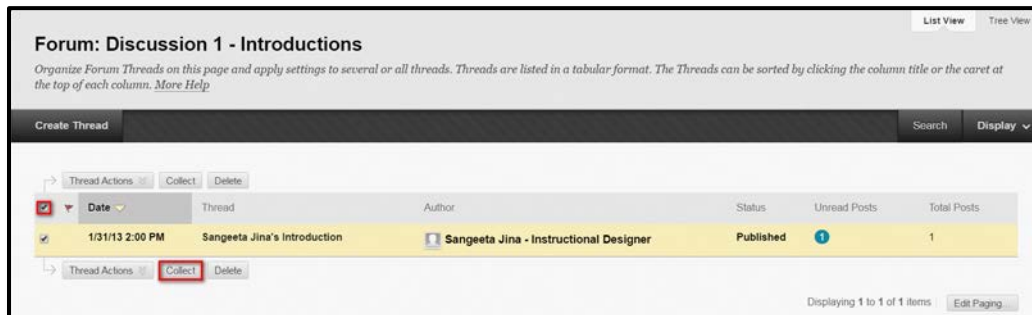 List View Tree View
Forum: Discussion 1 - Introductions
Organize Forum Threads on this page and apply settings to several or all threads. Threads are listed in a tabular format. The Threads can be sorted by clicking the column title or the caret at
the top of each column. More Help
Create Thread Search Display
Thread Actions Collect Delete
Date Thread Author Status Unread Posts Total Posts
1/31/13 2:00 PM Sangeeta Jina's Introduction Sangeeta Jina - Instructional Designer Published 1 1
Thread Actions Collect Delete
Displaying 1 to 1 of 1 items Edit Paging...